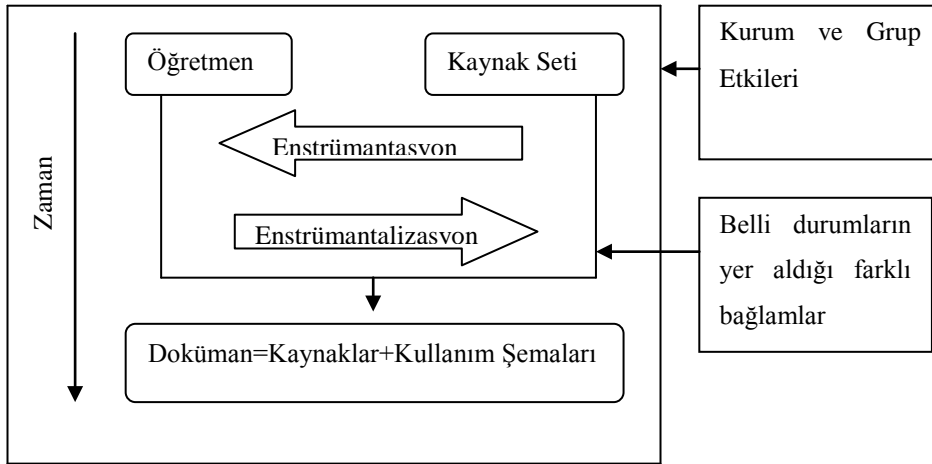 Öğretmen
Kaynak Seti
Kurum ve Grup
Etkileri
Enstrümantasyon
Zaman
Enstrümantalizasyon
Belli durumların
yer aldığı farklı
bağlamlar
Doküman=Kaynaklar+Kullanım Şemaları